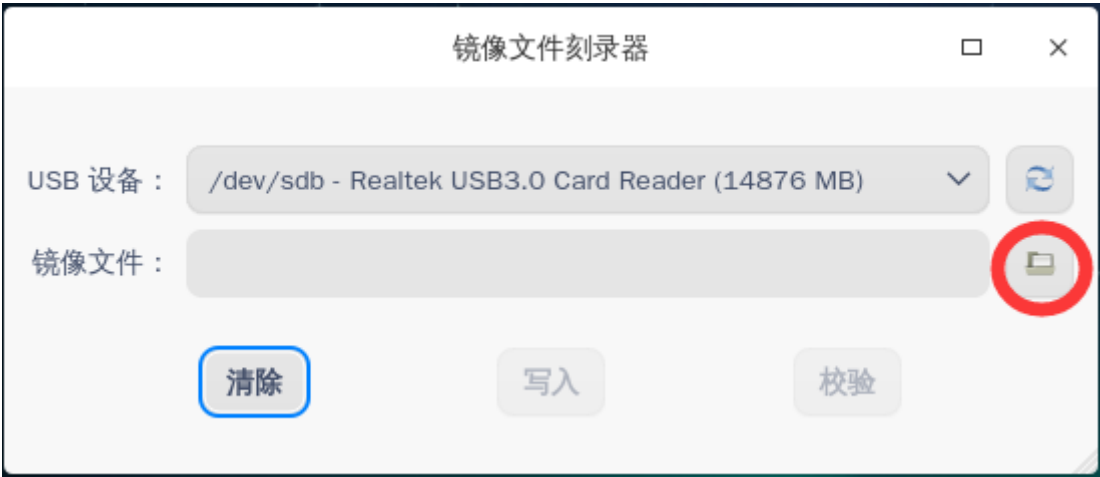 镜像文件刻录器
USB 设备：
/dev/sdb - Realtek USB3.0 Card Reader (14876 MB)
镜像文件：
清除
写入
校验